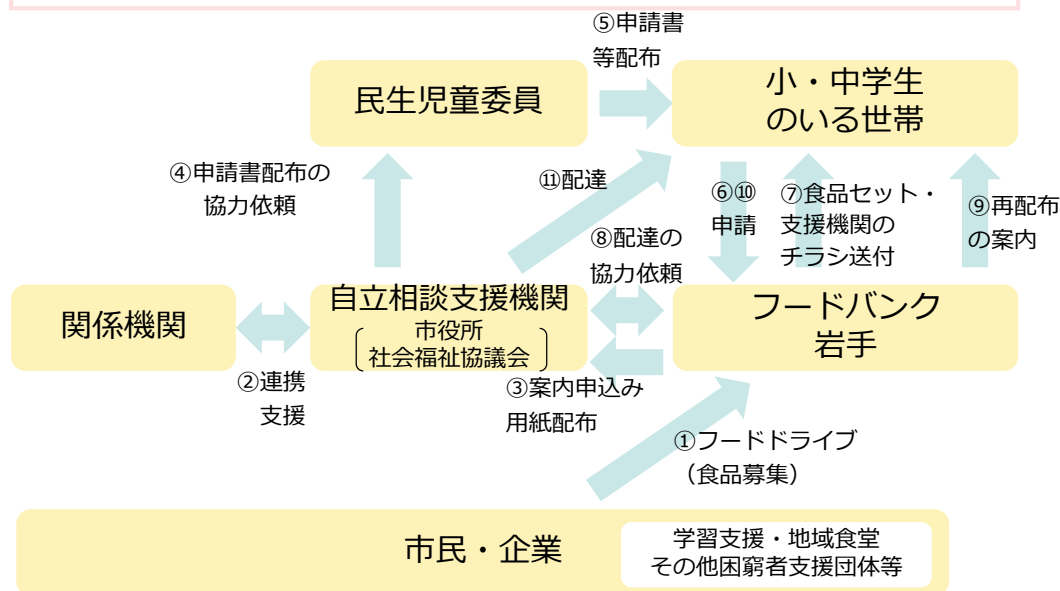 ⑤申請書
等配布
民生児童委員
小・中学生
のいる世帯
④申請書配布の
協力依頼
⑪配達
⑥⑩
申請
⑦食品セット・
支援機関の
チラシ送付
⑨再配布
の案内
⑧配達の
協力依頼
関係機関
自立相談支援機関
市役所
社会福祉協議会
フードバンク
岩手
②連携
支援
③案内申込み
用紙配布
①フードドライブ
（食品募集）
市民・企業
学習支援・地域食堂
その他困窮者支援団体等